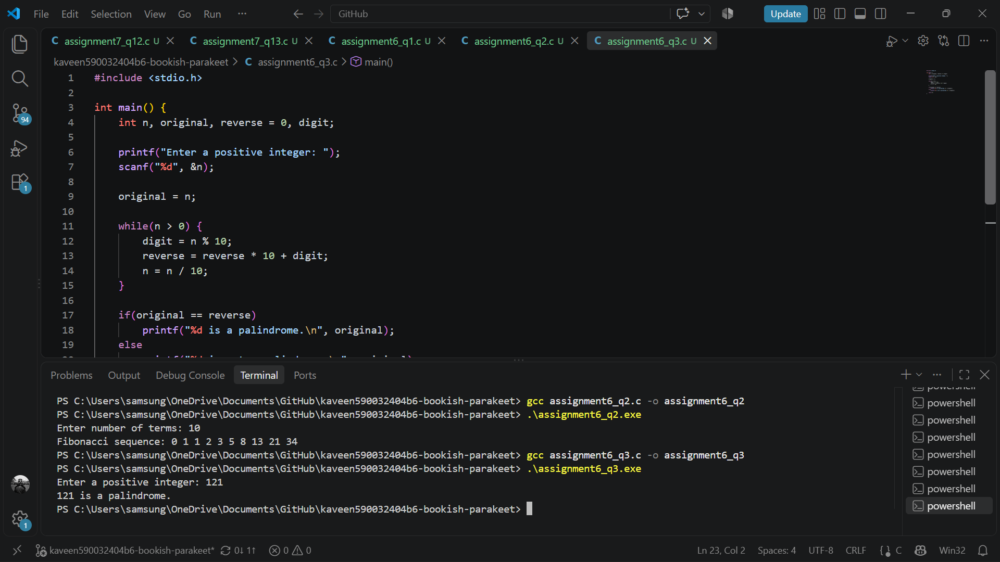 File Edit Selection View Go Run ··· GitHub Update
assignment7_q12.c U assignment7_q13.c U assignment6_q1.c U assignment6_q2.c U assignment6_q3.c U
kaveen590032404b6-bookish-parakeet > C assignment6_q3.c > main()
1 #include <stdio.h>
2
3 int main() {
4 int n, original, reverse = 0, digit;
5
6 printf("Enter a positive integer: ");
7 scanf("%d", &n);
8
9 original = n;
10
11 while(n > 0) {
12 digit = n % 10;
13 reverse = reverse * 10 + digit;
14 n = n / 10;
15 }
16
17 if(original == reverse)
18 printf("%d is a palindrome.\n", original);
19 else
94
1
1
Problems Output Debug Console Terminal Ports
PS C:\Users\samsung\OneDrive\Documents\GitHub\kaveen590032404b6-bookish-parakeet> gcc assignment6_q2.c -o assignment6_q2
PS C:\Users\samsung\OneDrive\Documents\GitHub\kaveen590032404b6-bookish-parakeet> .\assignment6_q2.exe
Enter number of terms: 10
Fibonacci sequence: 0 1 1 2 3 5 8 13 21 34
PS C:\Users\samsung\OneDrive\Documents\GitHub\kaveen590032404b6-bookish-parakeet> gcc assignment6_q3.c -o assignment6_q3
PS C:\Users\samsung\OneDrive\Documents\GitHub\kaveen590032404b6-bookish-parakeet> .\assignment6_q3.exe
Enter a positive integer: 121
121 is a palindrome.
PS C:\Users\samsung\OneDrive\Documents\GitHub\kaveen590032404b6-bookish-parakeet>
powershell
powershell
powershell
powershell
powershell
powershell
powershell
kaveen590032404b6-bookish-parakeet* 0↓ 1↑ 0 0 Ln 23, Col 2 Spaces: 4 UTF-8 CRLF {} C Win32